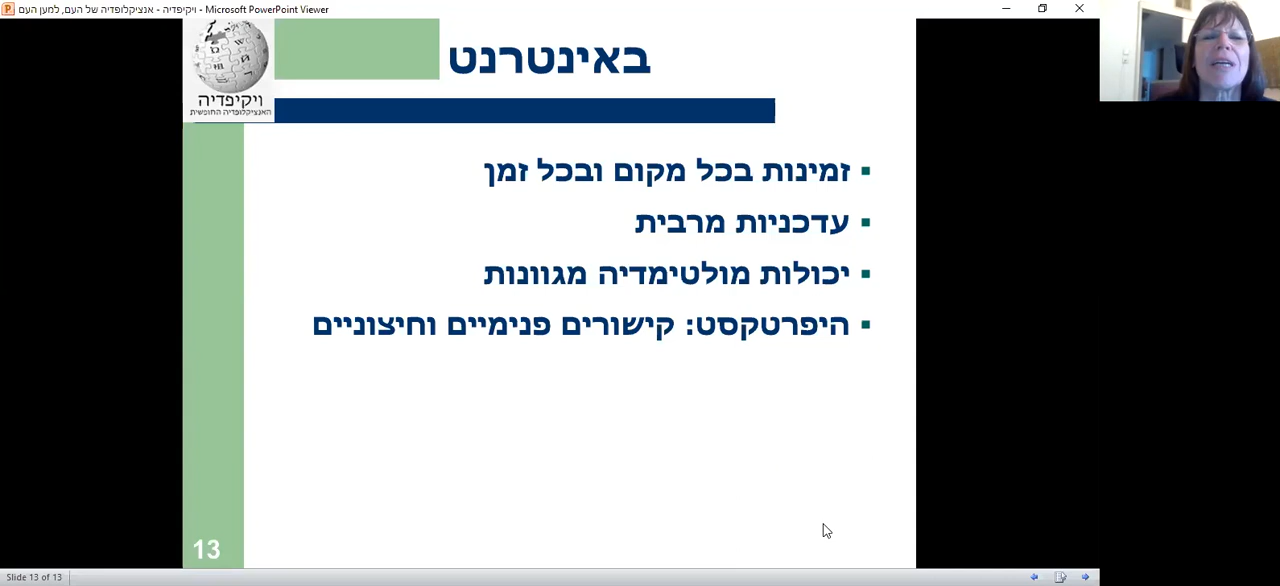 ויקיפדיה - אנציקלופדיה של העם, למען העם - Microsoft PowerPoint Viewer
ויקיפדיה
האנציקלופדיה החופשית
באינטרנט
זמינות בכל מקום ובכל זמן
עדכניות מרבית
יכולות מולטימדיה מגוונות
היפרטקסט: קישורים פנימיים וחיצוניים
13
Slide 13 of 13